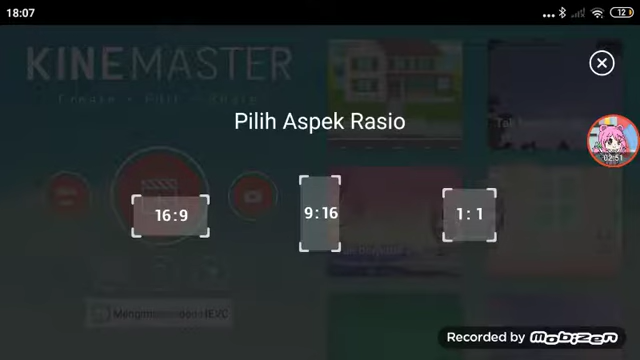 18:07
12
KINEMASTER
Create • Edit • Share
Pilih Aspek Rasio
02:51
16:9
9:16
1:1
Recorded by Mobizen